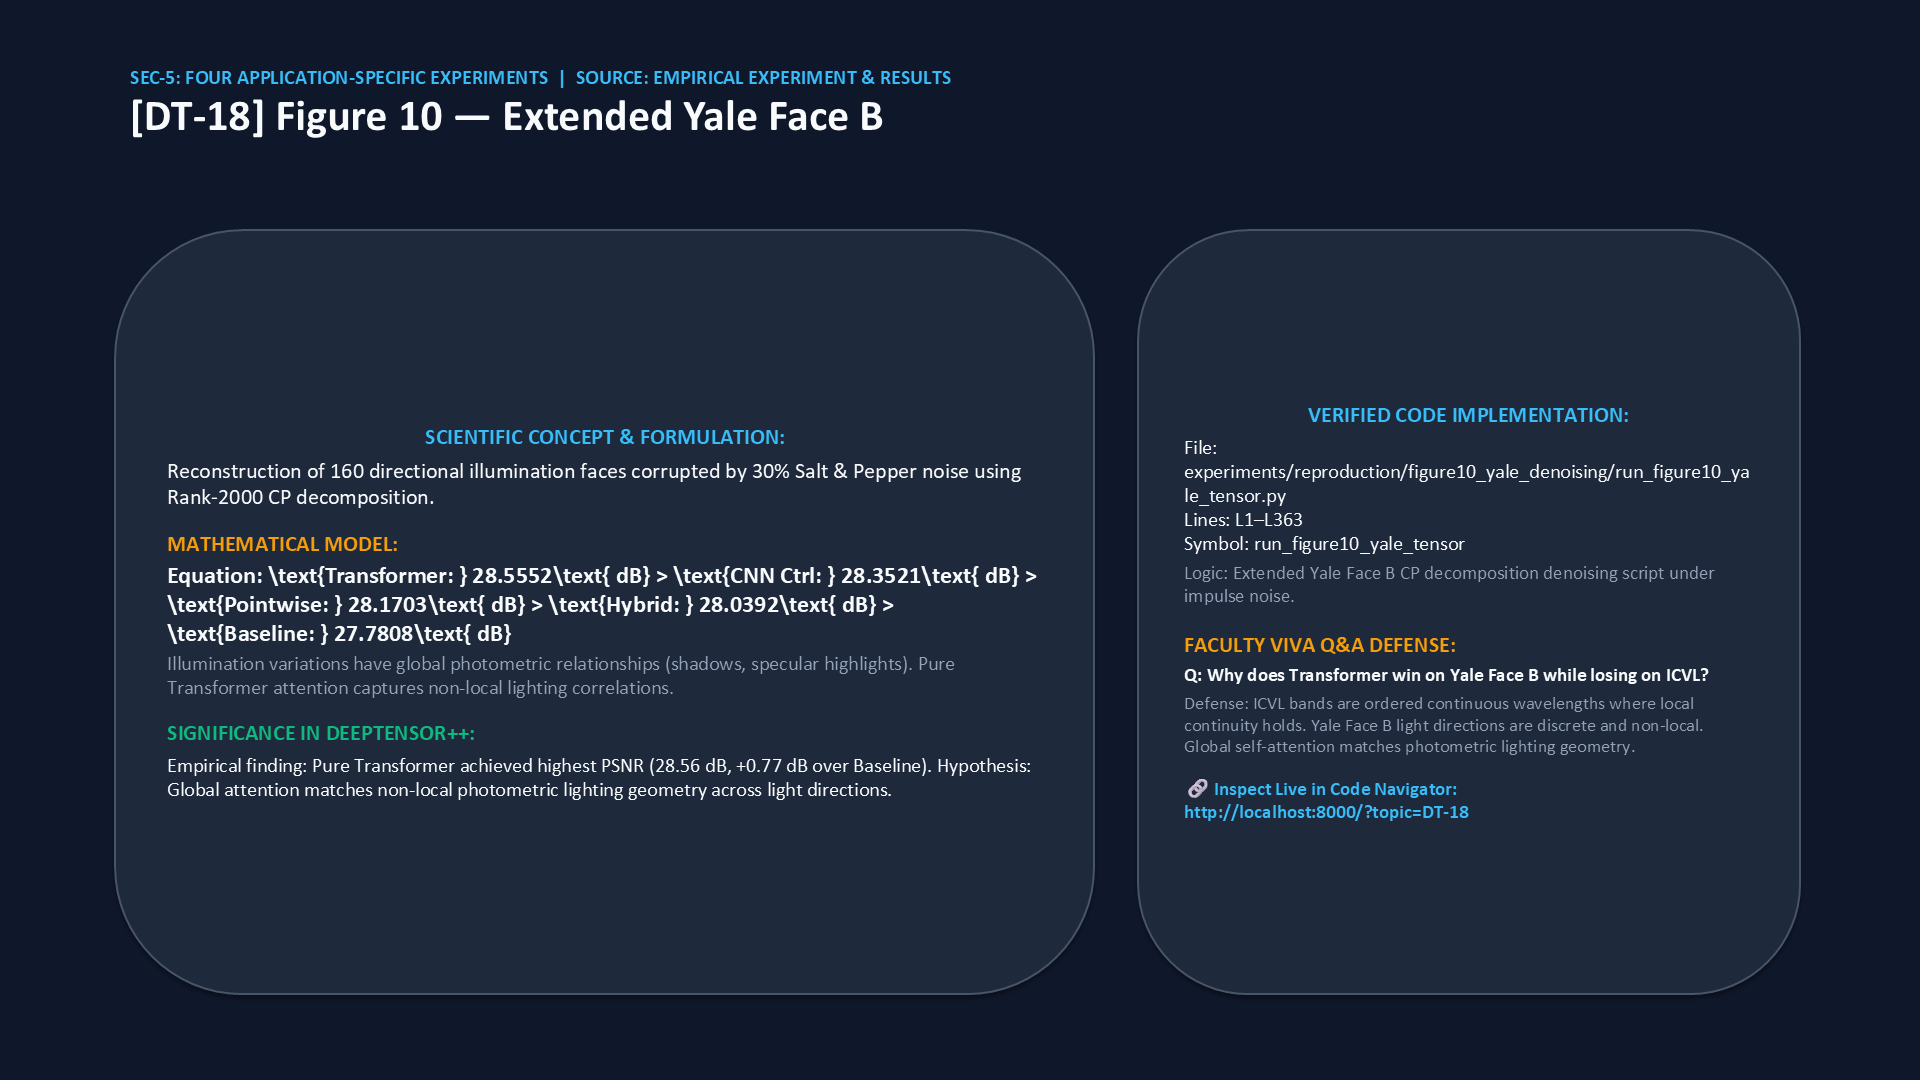 SEC-5: FOUR APPLICATION-SPECIFIC EXPERIMENTS | SOURCE: EMPIRICAL EXPERIMENT & RESULTS
[DT-18] Figure 10 — Extended Yale Face B
SCIENTIFIC CONCEPT & FORMULATION:
Reconstruction of 160 directional illumination faces corrupted by 30% Salt & Pepper noise using
Rank-2000 CP decomposition.
MATHEMATICAL MODEL:
Equation: \text{Transformer: } 28.5552\text{ dB} > \text{CNN Ctrl: } 28.3521\text{ dB} >
\text{Pointwise: } 28.1703\text{ dB} > \text{Hybrid: } 28.0392\text{ dB} >
\text{Baseline: } 27.7808\text{ dB}
Illumination variations have global photometric relationships (shadows, specular highlights). Pure
Transformer attention captures non-local lighting correlations.
SIGNIFICANCE IN DEEPTENSOR++:
Empirical finding: Pure Transformer achieved highest PSNR (28.56 dB, +0.77 dB over Baseline). Hypothesis:
Global attention matches non-local photometric lighting geometry across light directions.
VERIFIED CODE IMPLEMENTATION:
File:
experiments/reproduction/figure10_yale_denoising/run_figure10_ya
le_tensor.py
Lines: L1–L363
Symbol: run_figure10_yale_tensor
Logic: Extended Yale Face B CP decomposition denoising script under
impulse noise.
FACULTY VIVA Q&A DEFENSE:
Q: Why does Transformer win on Yale Face B while losing on ICVL?
Defense: ICVL bands are ordered continuous wavelengths where local
continuity holds. Yale Face B light directions are discrete and non-local.
Global self-attention matches photometric lighting geometry.
🔗 Inspect Live in Code Navigator:
http://localhost:8000/?topic=DT-18